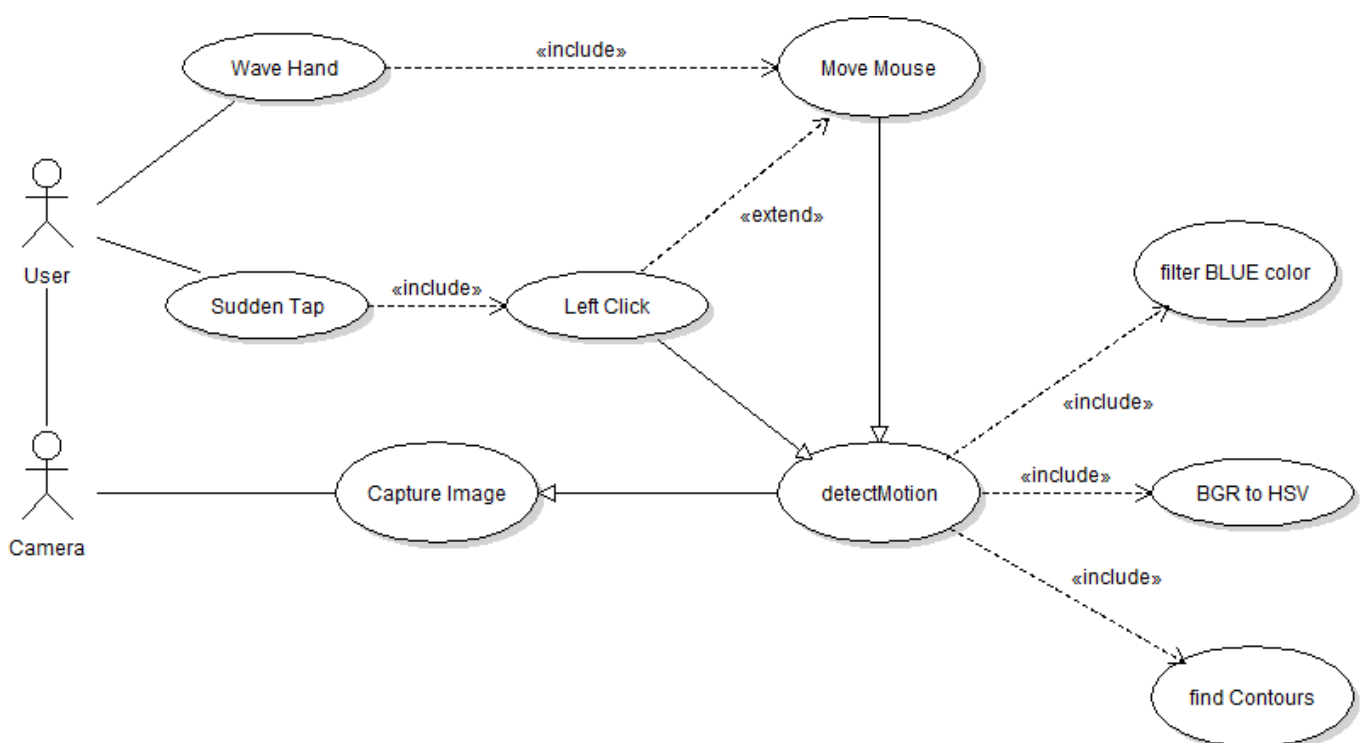 Wave Hand
«include»
Move Mouse
«extend»
User
Sudden Tap
«include»
Left Click
filter BLUE color
«include»
Camera
Capture Image
detectMotion
«include»
BGR to HSV
«include»
find Contours